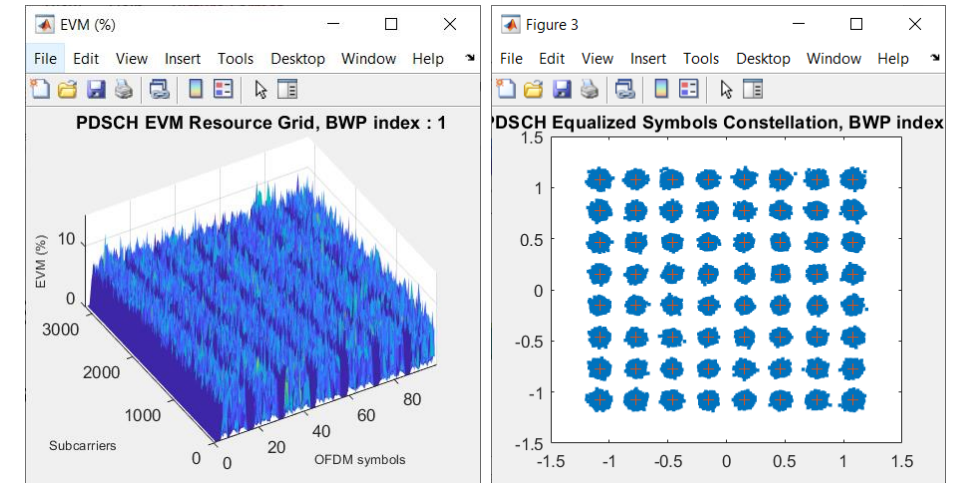 EVM (%)
File Edit View Insert Tools Desktop Window Help
PDSCH EVM Resource Grid, BWP index : 1
EVM (%)
10
0
3000
2000
1000
0
Subcarriers
0
20
40
60
80
OFDM symbols
Figure 3
File Edit View Insert Tools Desktop Window Help
PDSCH Equalized Symbols Constellation, BWP index
1.5
1
0.5
0
-0.5
-1
-1.5
-1.5 -1 -0.5 0 0.5 1 1.5